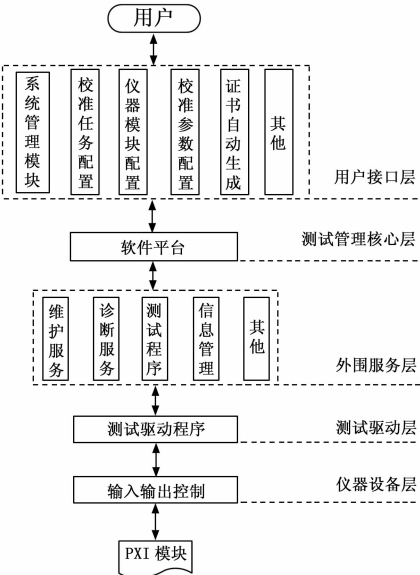 用户
系统管理模块
校准任务配置
仪器模块配置
校准参数配置
证书自动生成
其他
用户接口层
软件平台
测试管理核心层
维护服务
诊断服务
测试程序
信息管理
其他
外围服务层
测试驱动程序
测试驱动层
输入输出控制
仪器设备层
PXI 模块